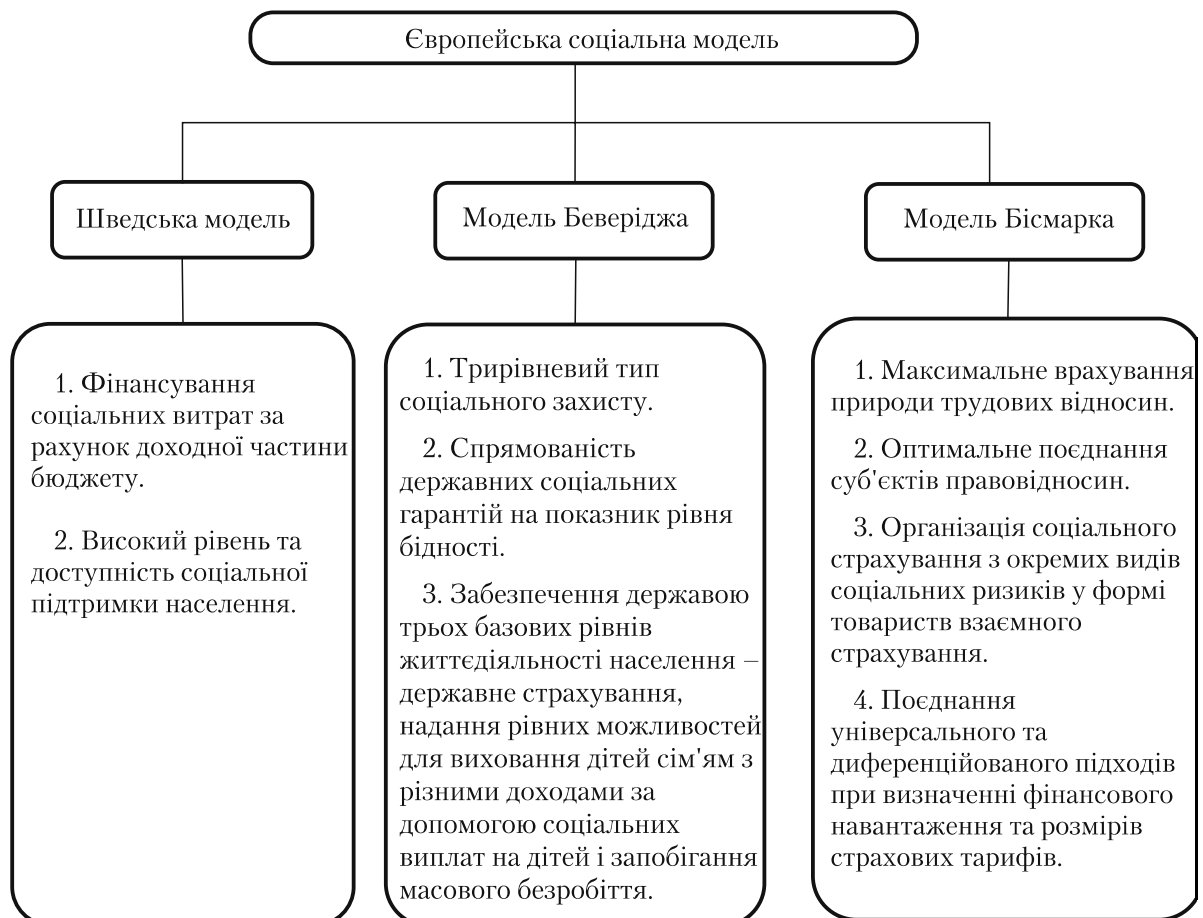 Європейська соціальна модель
Шведська модель
Модель Беверіджа
Модель Бісмарка
1. Фінансування
соціальних витрат за
рахунок доходної частини
бюджету.
2. Високий рівень та
доступність соціальної
підтримки населення.
1. Трирівневий тип
соціального захисту.
2. Спрямованість
державних соціальних
гарантій на показник рівня
бідності.
3. Забезпечення державою
трьох базових рівнів
життєдіяльності населення –
державне страхування,
надання рівних можливостей
для виховання дітей сім'ям з
різними доходами за
допомогою соціальних
виплат на дітей і запобігання
масового безробіття.
1. Максимальне врахування
природи трудових відносин.
2. Оптимальне поєднання
суб'єктів правовідносин.
3. Організація соціального
страхування з окремих видів
соціальних ризиків у формі
товариств взаємного
страхування.
4. Поєднання
універсального та
диференційованого підходів
при визначенні фінансового
навантаження та розмірів
страхових тарифів.